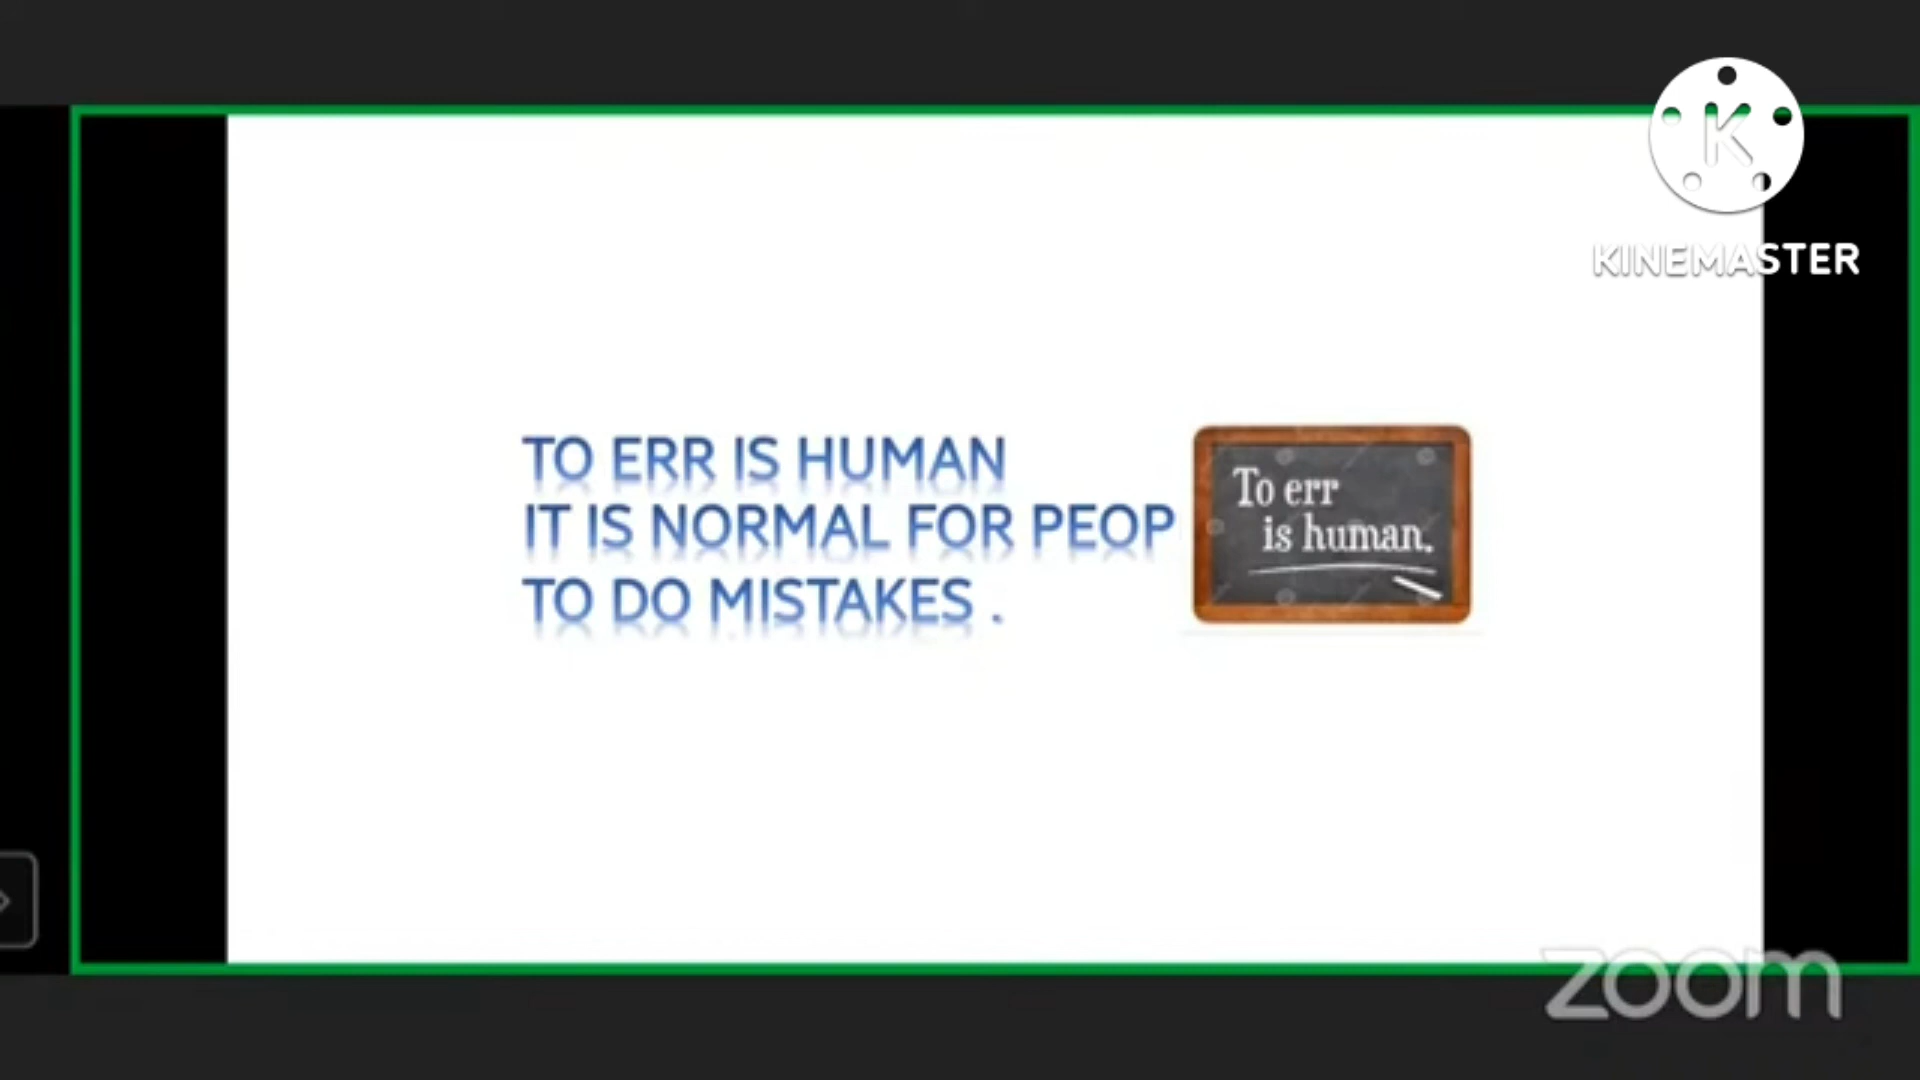 KINEMASTER
TO ERR IS HUMAN
IT IS NORMAL FOR PEOP
TO DO MISTAKES .
To err
is human.
zoom